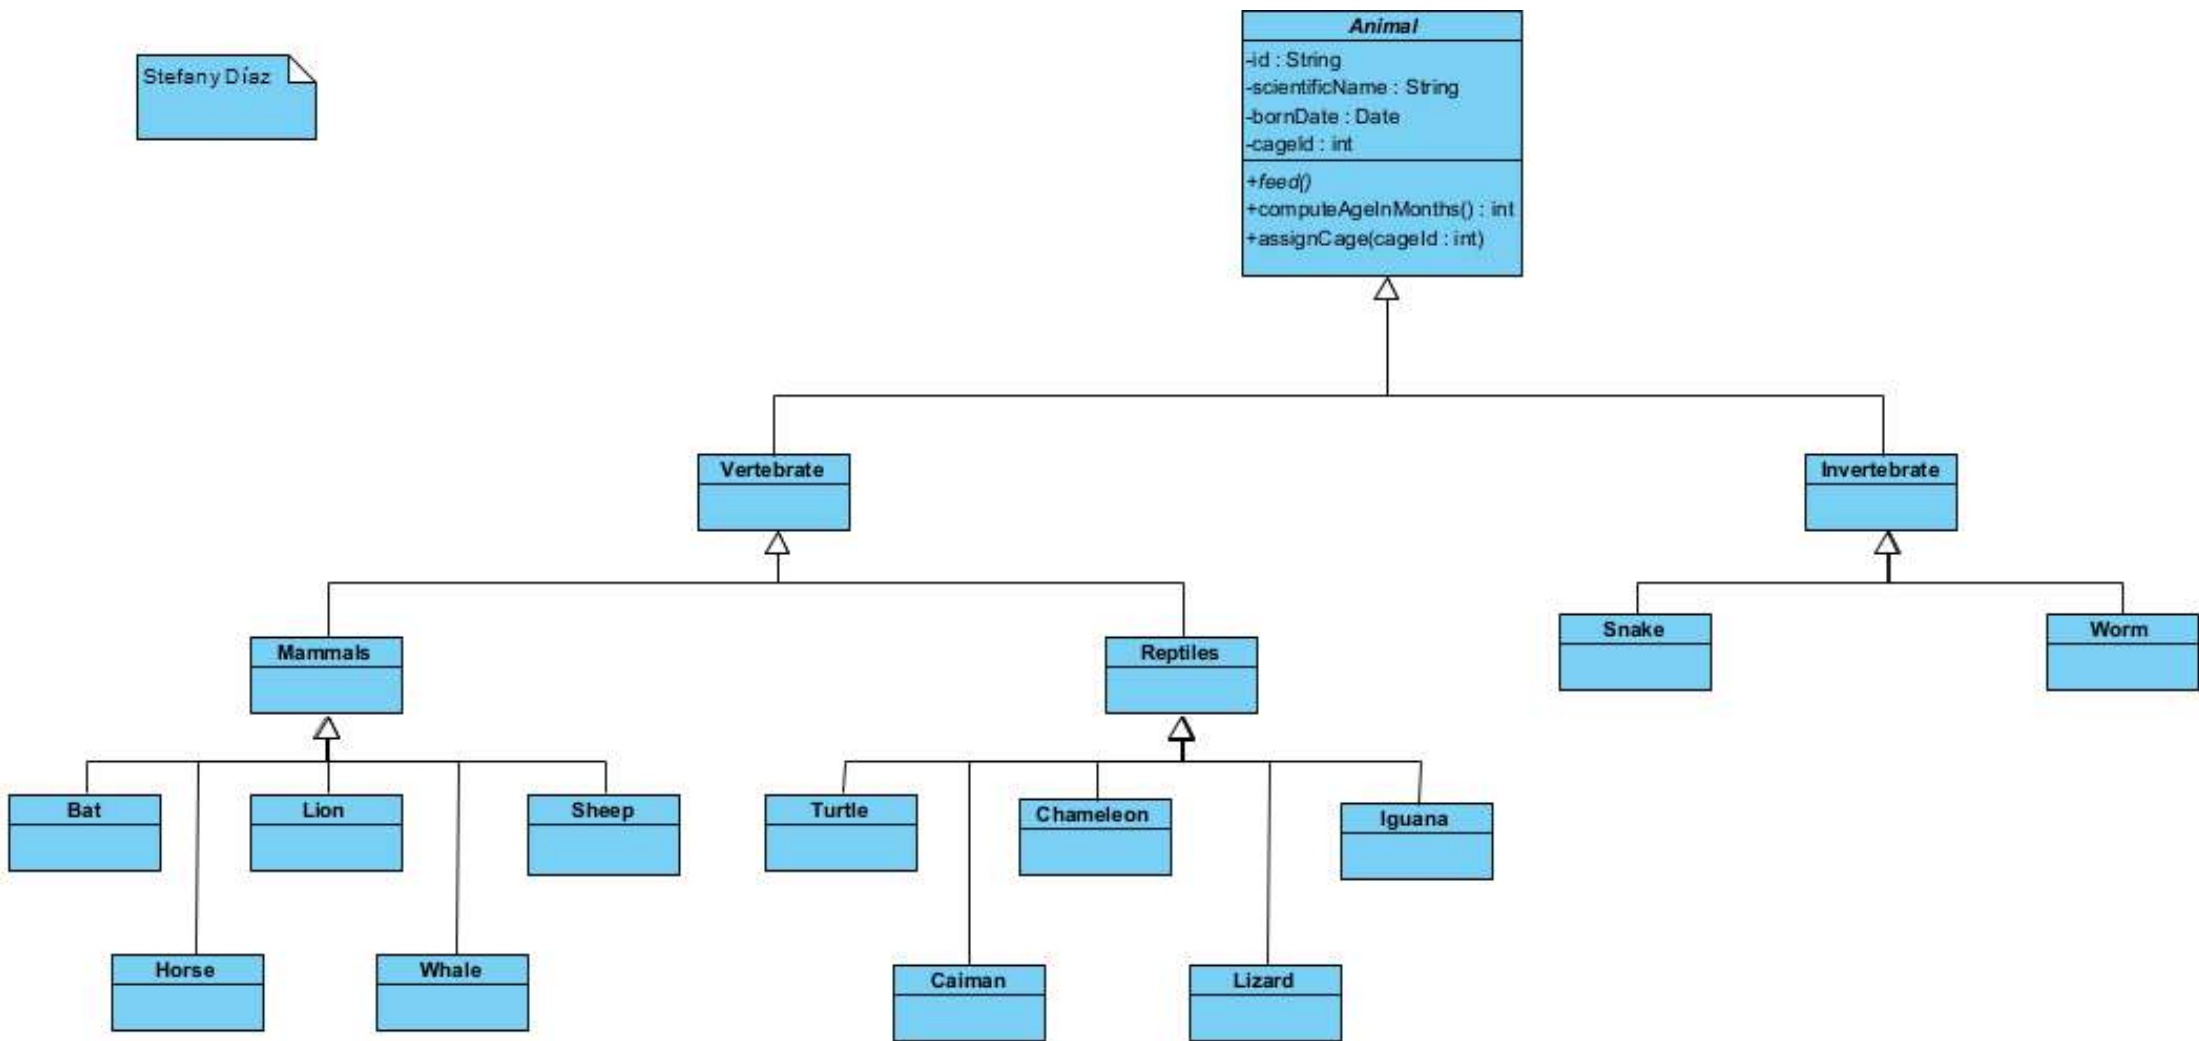 Stefany Díaz
Animal
-id : String
-scientificName : String
-bornDate : Date
-cageId : int
+feed()
+computeAgeInMonths() : int
+assignCage(cageId : int)
Vertebrate
Invertebrate
Mammals
Reptiles
Snake
Worm
Bat
Lion
Sheep
Turtle
Chameleon
Iguana
Horse
Whale
Caiman
Lizard